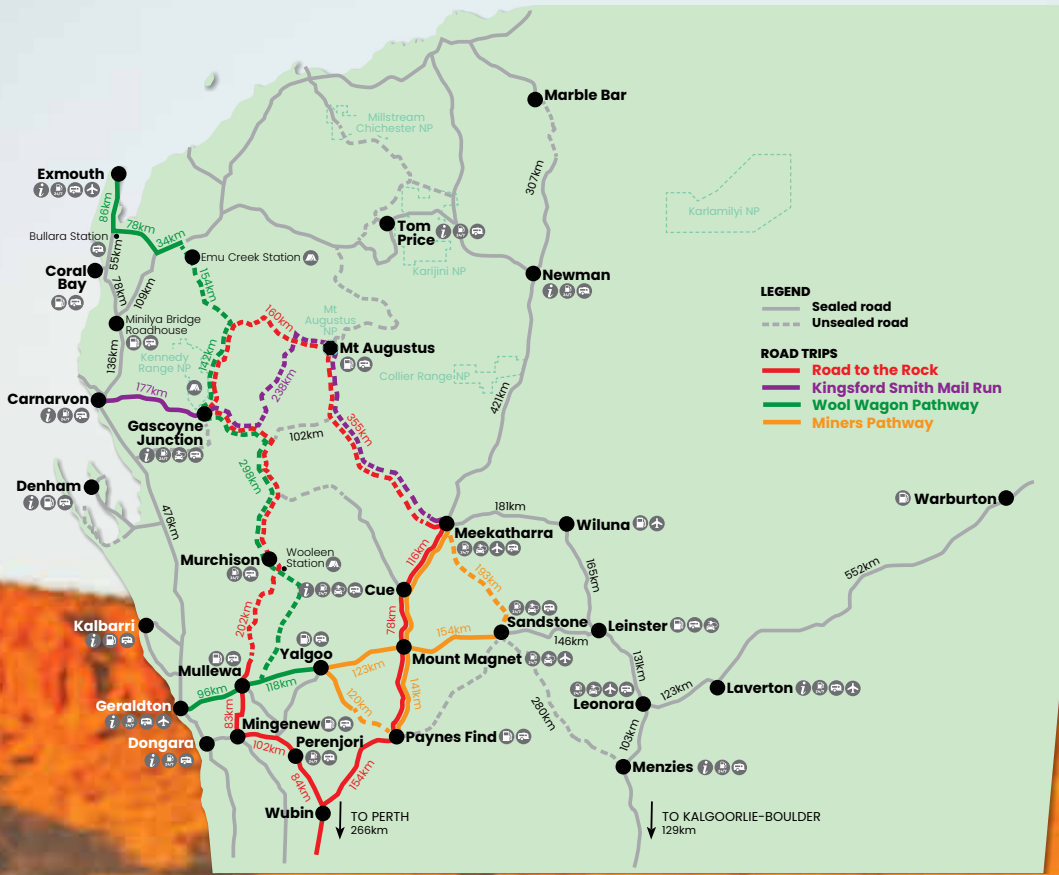 Marble Bar
Millstream
Chichester NP
Exmouth
307km
Karlamilyi NP
86km
78km
34km
Tom
Price
Bullara Station
Emu Creek Station
Karijini NP
55km
Coral
Bay
78km
109km
154km
Newman
LEGEND
Sealed road
Unsealed road
Minilya Bridge
Roadhouse
160km
Mt
Augustus
NP
Mt Augustus
ROAD TRIPS
Road to the Rock
Kingsford Smith Mail Run
Wool Wagon Pathway
Miners Pathway
136km
Kennedy
Range NP
142km
238km
Collier Range NP
421km
Carnarvon
177km
Gascoyne
Junction
102km
355km
298km
Denham
Warburton
476km
181km
Meekatharra
Wiluna
Murchison
Wooleen
Station
116km
193km
165km
552km
Cue
Kalbarri
202km
78km
154km
Sandstone
146km
Leinster
Yalgoo
Mount Magnet
131km
Mullewa
118km
123km
96km
120km
141km
280km
Leonora
123km
Laverton
Geraldton
83km
Mingenew
Dongara
102km
Perenjori
Paynes Find
103km
84km
154km
Menzies
Wubin
TO PERTH
266km
TO KALGOORLIE-BOULDER
129km